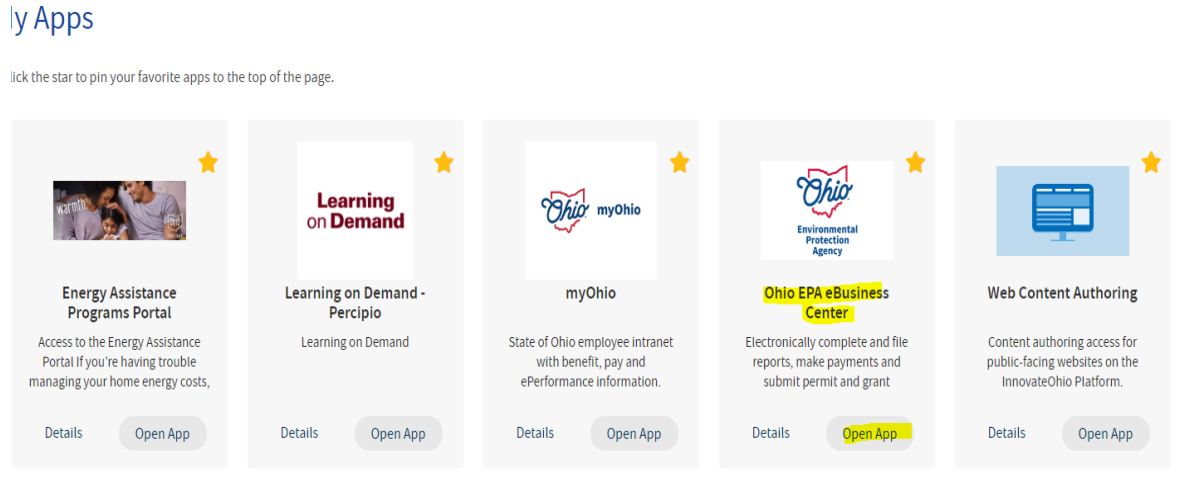 y Apps
lick the star to pin your favorite apps to the top of the page.
warmth
Ohio
Energy Assistance
Programs Portal
Access to the Energy Assistance
Portal If you're having trouble
managing your home energy costs,
Details
Open App
Learning
on Demand
Learning on Demand -
Percipio
Learning on Demand
Details
Open App
Ohio myOhio
myOhio
State of Ohio employee intranet
with benefit, pay and
ePerformance information.
Details
Open App
Ohio
Environmental
Protection
Agency
Ohio EPA eBusiness
Center
Electronically complete and file
reports, make payments and
submit permit and grant
Details
Open App
Web Content Authoring
Content authoring access for
public-facing websites on the
InnovateOhio Platform.
Details
Open App